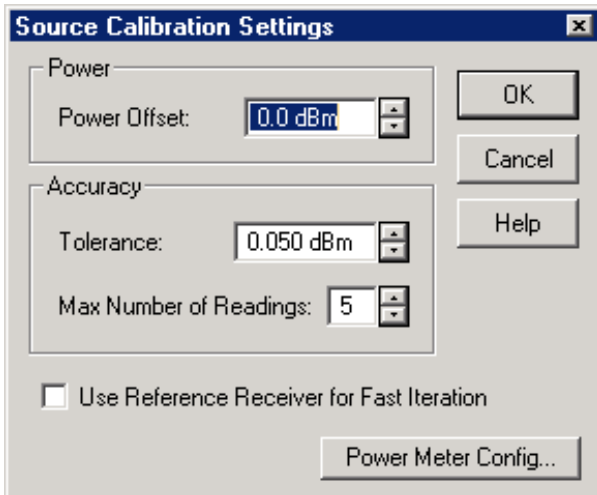 Source Calibration Settings
Power
Power Offset: 0.0 dBm
OK
Cancel
Accuracy
Tolerance: 0.050 dBm
Help
Max Number of Readings: 5
Use Reference Receiver for Fast Iteration
Power Meter Config...